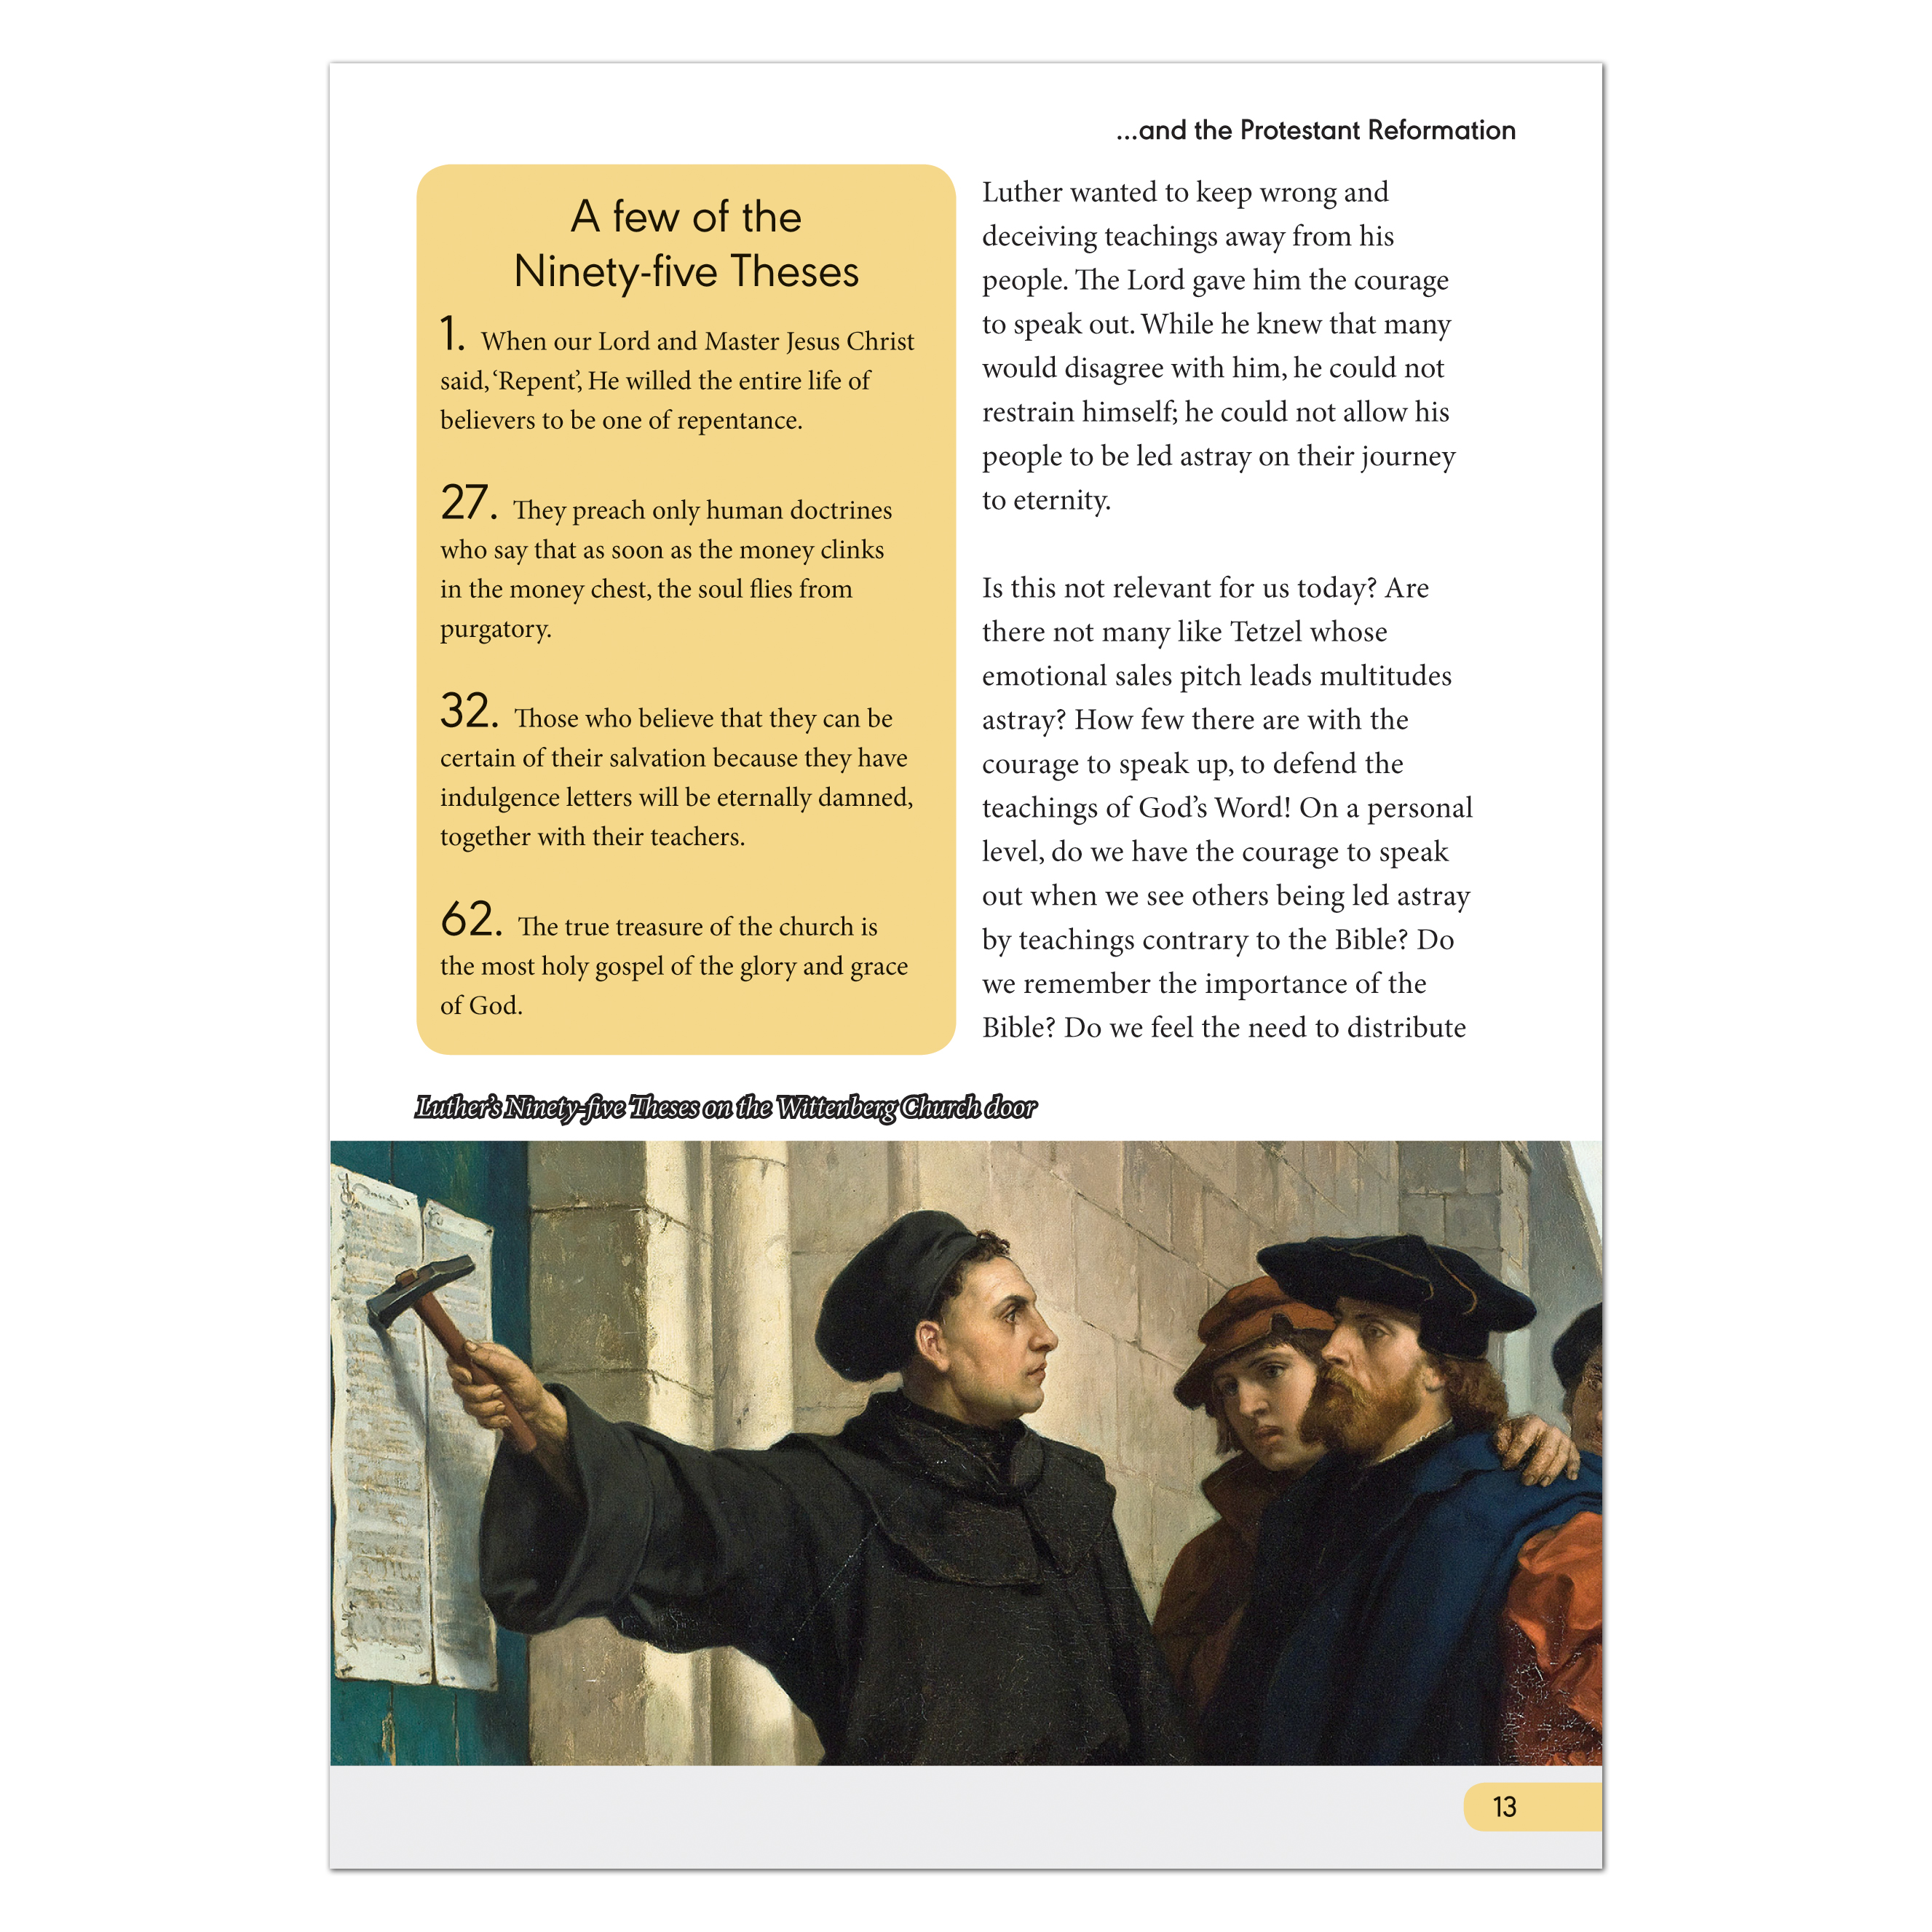 ...and the Protestant Reformation
A few of the
Ninety-five Theses
1. When our Lord and Master Jesus Christ
said, ‘Repent’, He willed the entire life of
believers to be one of repentance.
27. They preach only human doctrines
who say that as soon as the money clinks
in the money chest, the soul flies from
purgatory.
32. Those who believe that they can be
certain of their salvation because they have
indulgence letters will be eternally damned,
together with their teachers.
62. The true treasure of the church is
the most holy gospel of the glory and grace
of God.
Luther wanted to keep wrong and
deceiving teachings away from his
people. The Lord gave him the courage
to speak out. While he knew that many
would disagree with him, he could not
restrain himself; he could not allow his
people to be led astray on their journey
to eternity.
Is this not relevant for us today? Are
there not many like Tetzel whose
emotional sales pitch leads multitudes
astray? How few there are with the
courage to speak up, to defend the
teachings of God’s Word! On a personal
level, do we have the courage to speak
out when we see others being led astray
by teachings contrary to the Bible? Do
we remember the importance of the
Bible? Do we feel the need to distribute
Luther’s Ninety-five Theses on the Wittenberg Church door
13